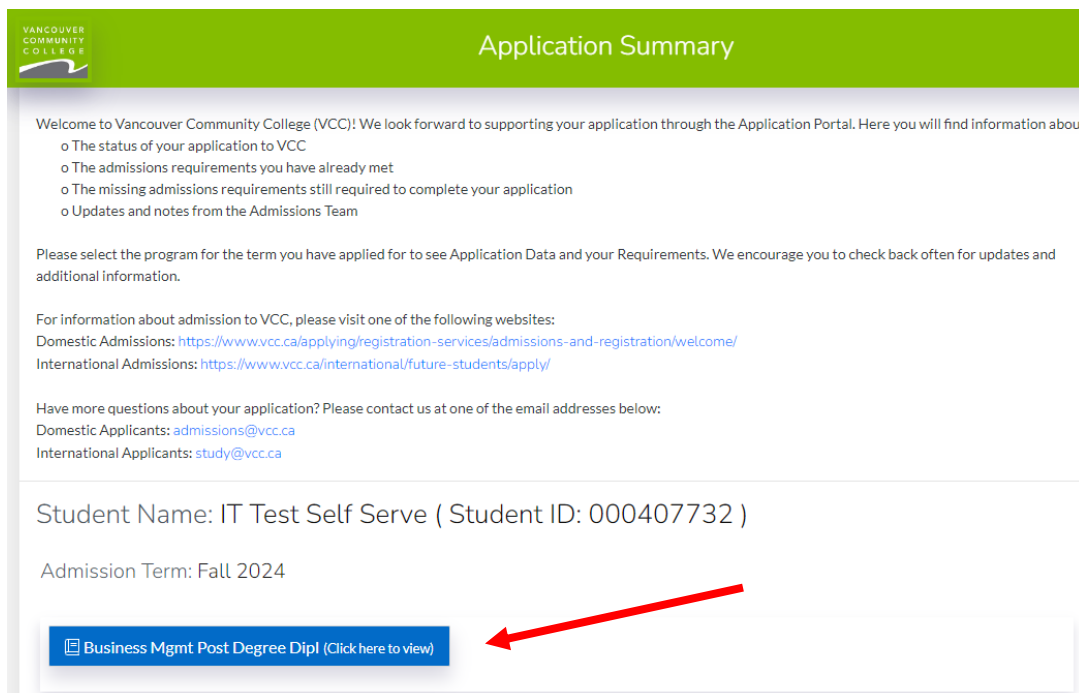 VANCOUVER
COMMUNITY
COLLEGE
Application Summary
Welcome to Vancouver Community College (VCC)! We look forward to supporting your application through the Application Portal. Here you will find information abou
o The status of your application to VCC
o The admissions requirements you have already met
o The missing admissions requirements still required to complete your application
o Updates and notes from the Admissions Team
Please select the program for the term you have applied for to see Application Data and your Requirements. We encourage you to check back often for updates and
additional information.
For information about admission to VCC, please visit one of the following websites:
Domestic Admissions: https://www.vcc.ca/applying/registration-services/admissions-and-registration/welcome/
International Admissions: https://www.vcc.ca/international/future-students/apply/
Have more questions about your application? Please contact us at one of the email addresses below:
Domestic Applicants: admissions@vcc.ca
International Applicants: study@vcc.ca
Student Name: IT Test Self Serve ( Student ID: 000407732 )
Admission Term: Fall 2024
Business Mgmt Post Degree Dipl (Click here to view)